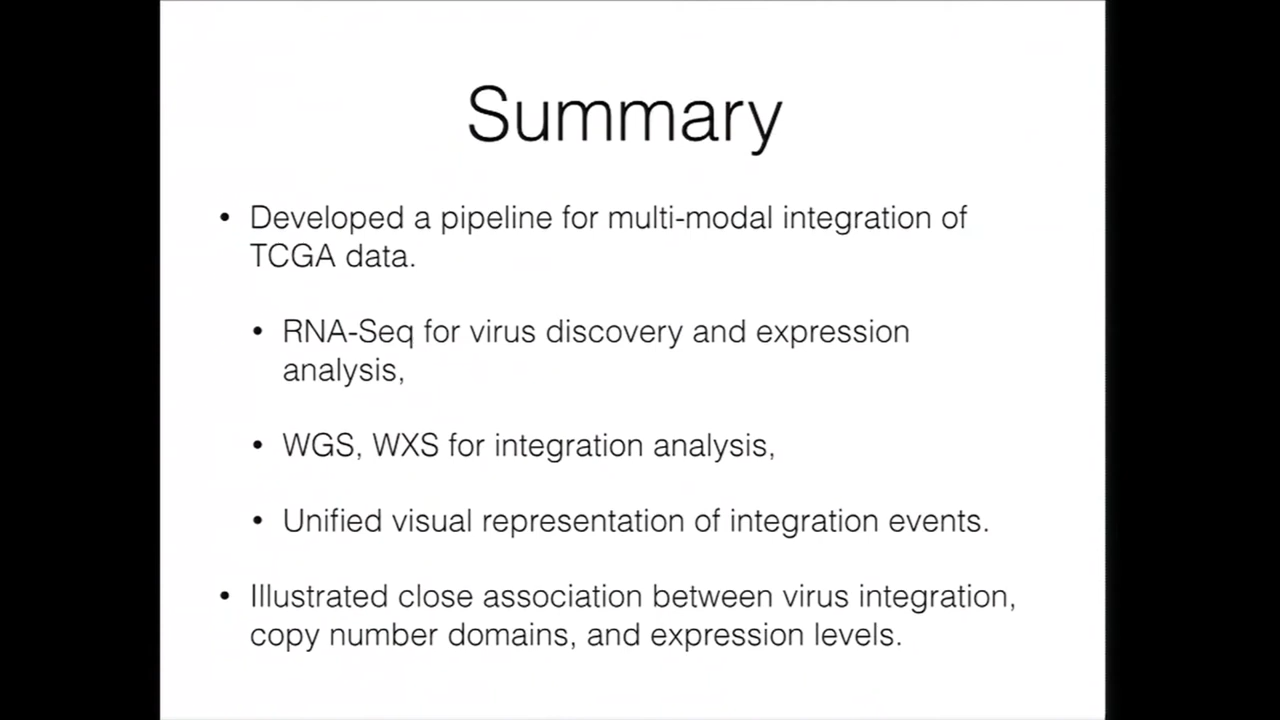 Summary
• Developed a pipeline for multi-modal integration of
TCGA data.
• RNA-Seq for virus discovery and expression
analysis,
• WGS, WXS for integration analysis,
• Unified visual representation of integration events.
• Illustrated close association between virus integration,
copy number domains, and expression levels.